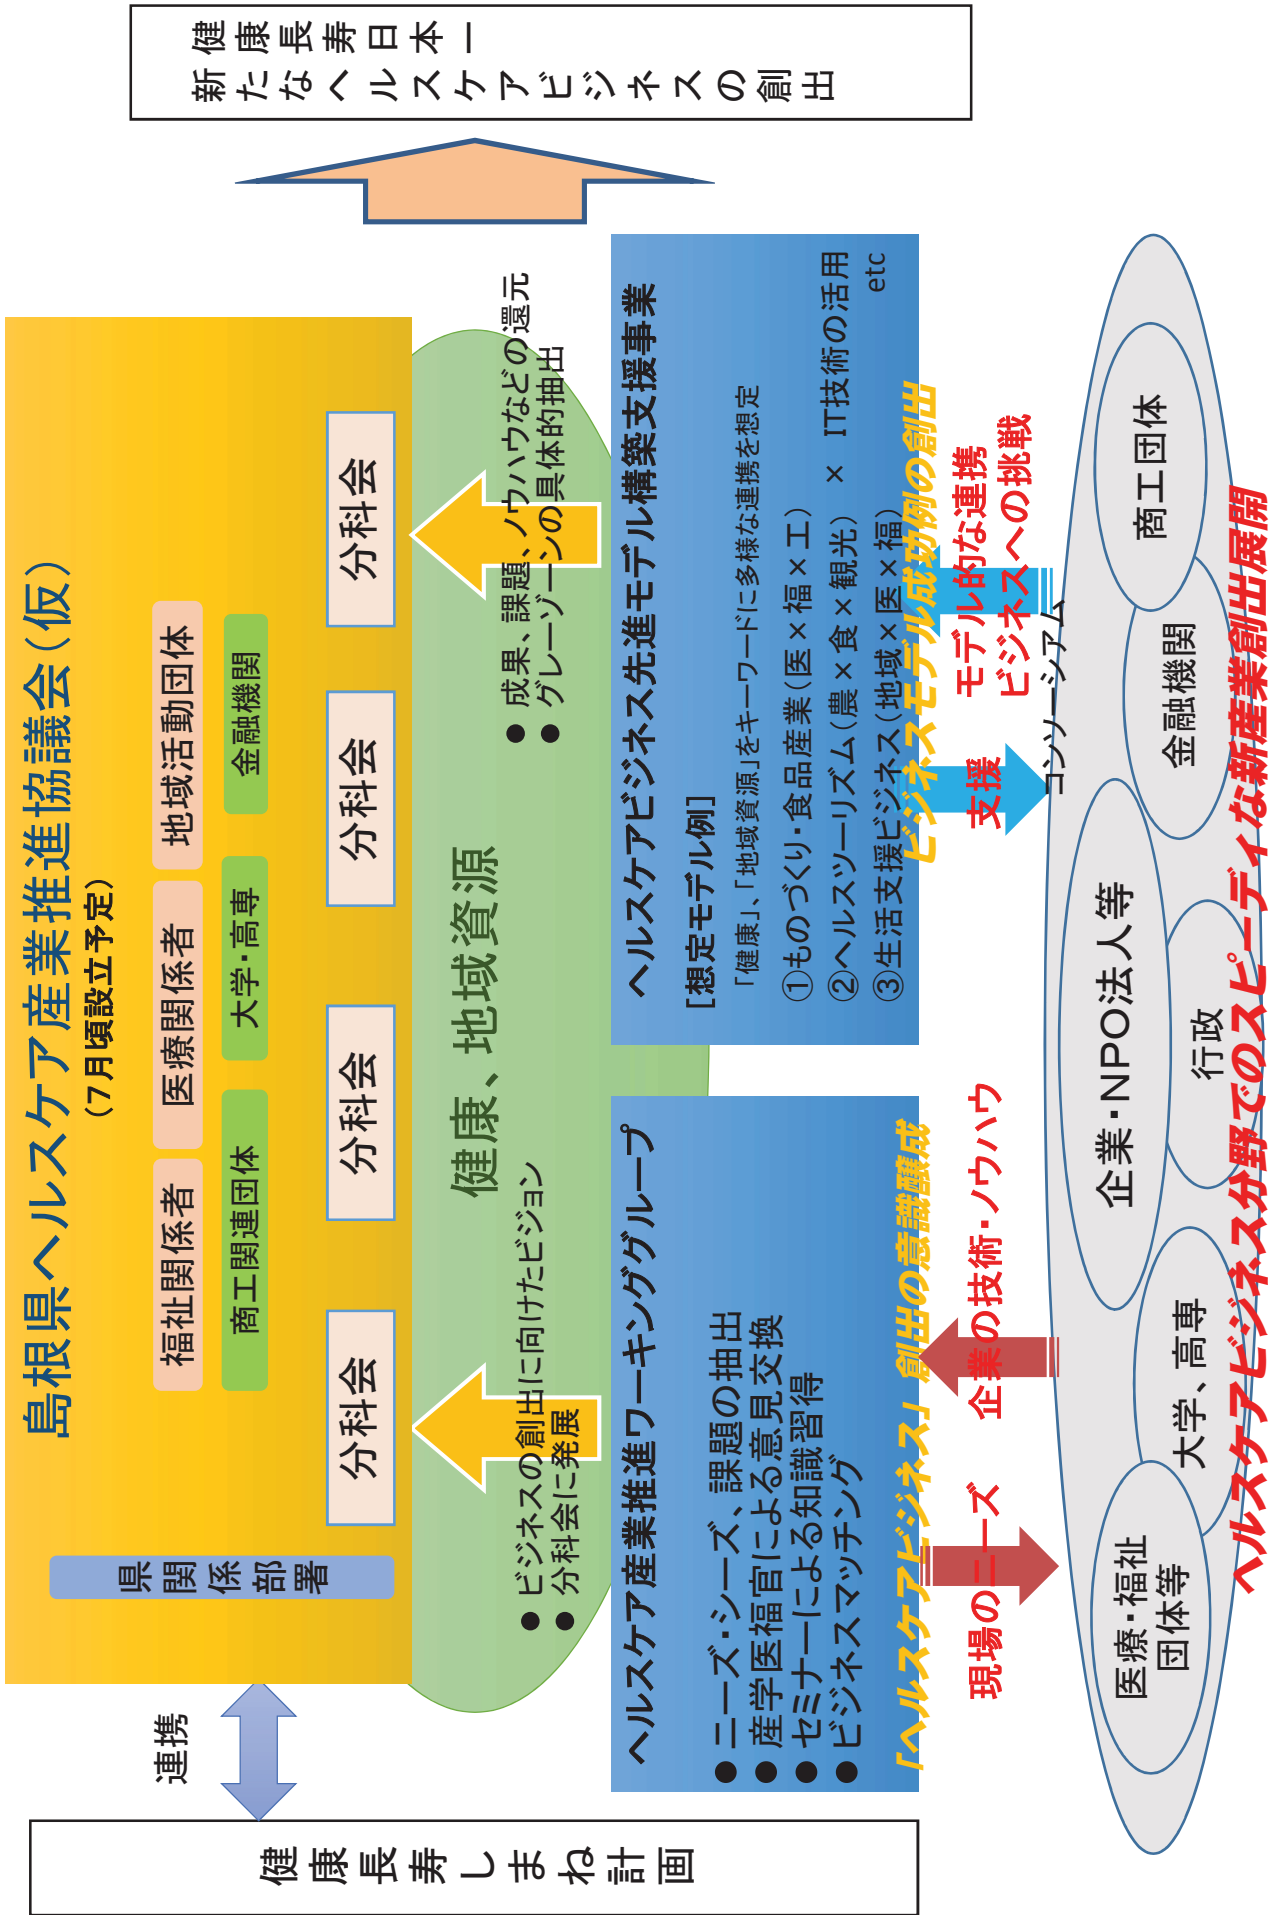 島根県ヘルスケア産業推進協議会(仮)
(7月頃設立予定)
県関係部署
福祉関係者
医療関係者
地域活動団体
商工関連団体
大学・高専
金融機関
分科会
分科会
分科会
分科会
連携
健康長寿しまね計画
健康長寿日本一
新たなヘルスケアビジネスの創出
健康、地域資源
● ビジネスの創出に向けたビジョン
● 分科会に発展
● 成果、課題、ノウハウなどの還元
● グレーゾーンの具体的抽出
ヘルスケア産業推進ワーキンググループ
● ニーズ・シーズ、課題の抽出
● 産学医福官による意見交換
● セミナーによる知識習得
● ビジネスマッチング
「ヘルスケアビジネス」創出の意識醸成
ヘルスケアビジネス先進モデル構築支援事業
[想定モデル例]
「健康」、「地域資源」をキーワードに多様な連携を想定
①ものづくり・食品産業(医×福×工)
②ヘルスツーリズム(農×食×観光) × IT技術の活用
③生活支援ビジネス(地域×医×福)
etc
ビジネスモデル成功例の創出
現場のニーズ
企業の技術・ノウハウ
支援
モデル的な連携
ビジネスへの挑戦
コンソーシアム
医療・福祉
団体等
大学、高専
企業・NPO法人等
行政
金融機関
商工団体
ヘルスケアビジネス分野でのスピーディな新産業創出展開